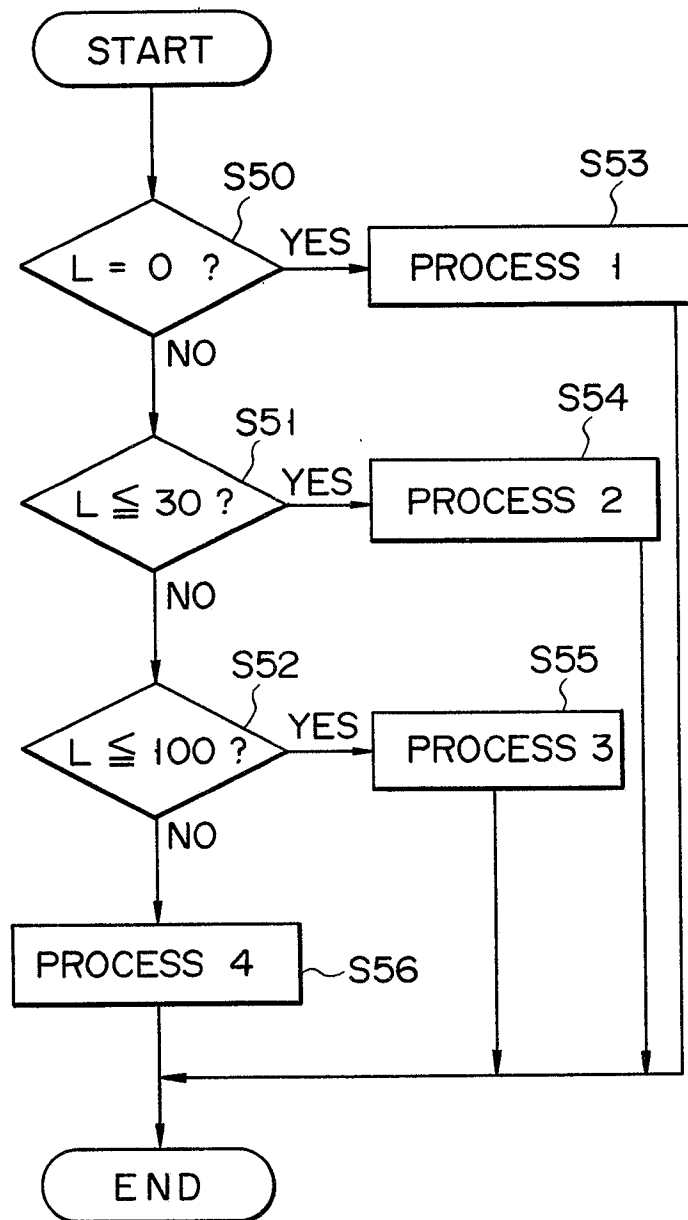 START
S50
S53
L = 0 ?
YES
PROCESS 1
NO
S51
S54
L ≦ 30 ?
YES
PROCESS 2
NO
S52
S55
L ≦ 100 ?
YES
PROCESS 3
NO
PROCESS 4
S56
END